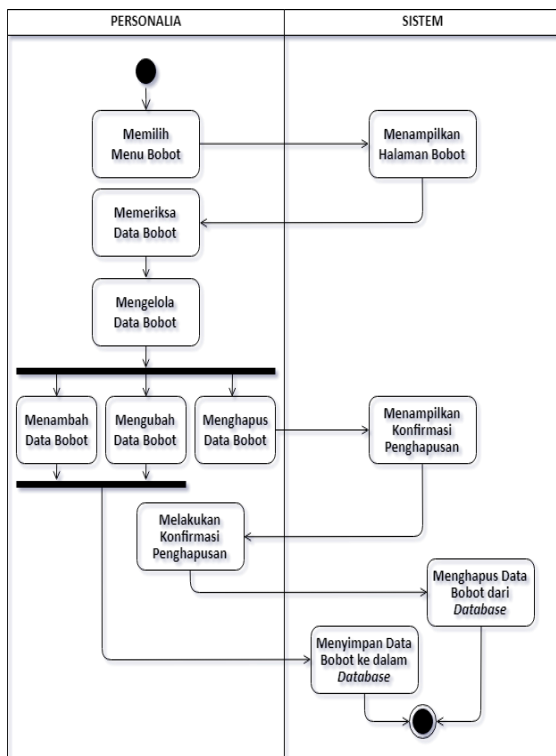 PERSONALIA
SISTEM
Memilih
Menu Bobot
Menampilkan
Halaman Bobot
Memeriksa
Data Bobot
Mengelola
Data Bobot
Menambah
Data Bobot
Mengubah
Data Bobot
Menghapus
Data Bobot
Menampilkan
Konfirmasi
Penghapusan
Melakukan
Konfirmasi
Penghapusan
Menghapus Data
Bobot dari
Database
Menyimpan Data
Bobot ke dalam
Database